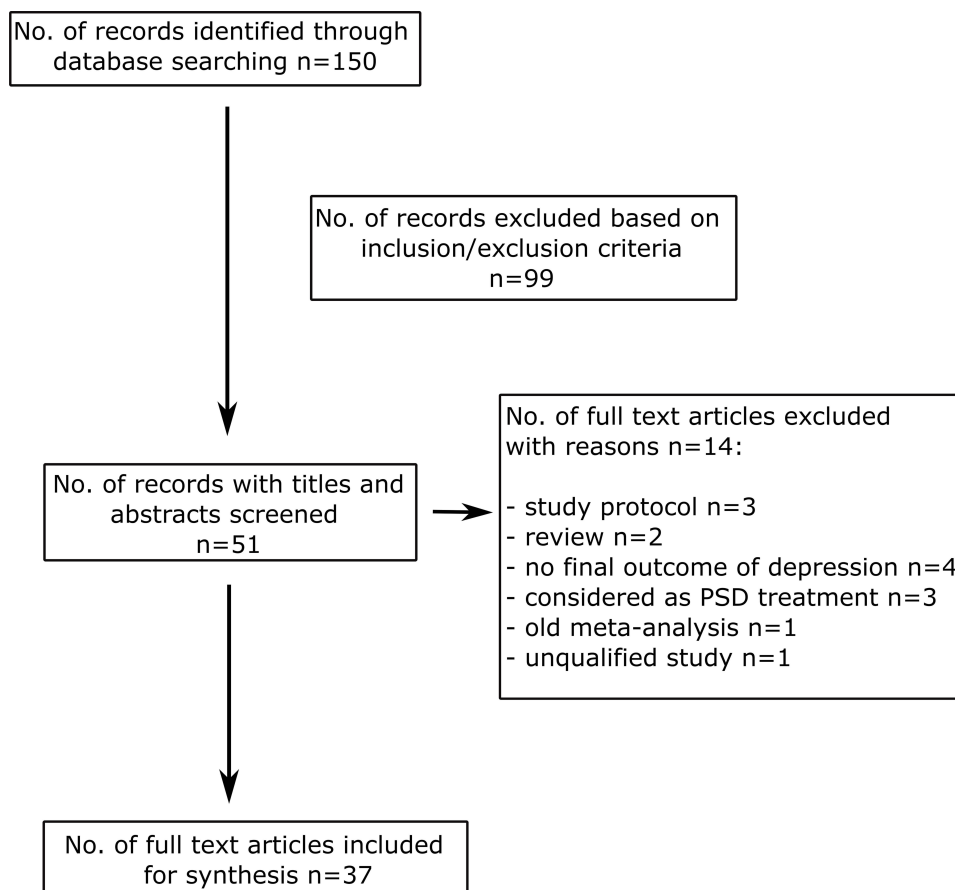 No. of records identified through
database searching n=150
No. of records excluded based on
inclusion/exclusion criteria
n=99
No. of records with titles and
abstracts screened
n=51
No. of full text articles excluded
with reasons n=14:
- study protocol n=3
- review n=2
- no final outcome of depression n=4
- considered as PSD treatment n=3
- old meta-analysis n=1
- unqualified study n=1
No. of full text articles included
for synthesis n=37